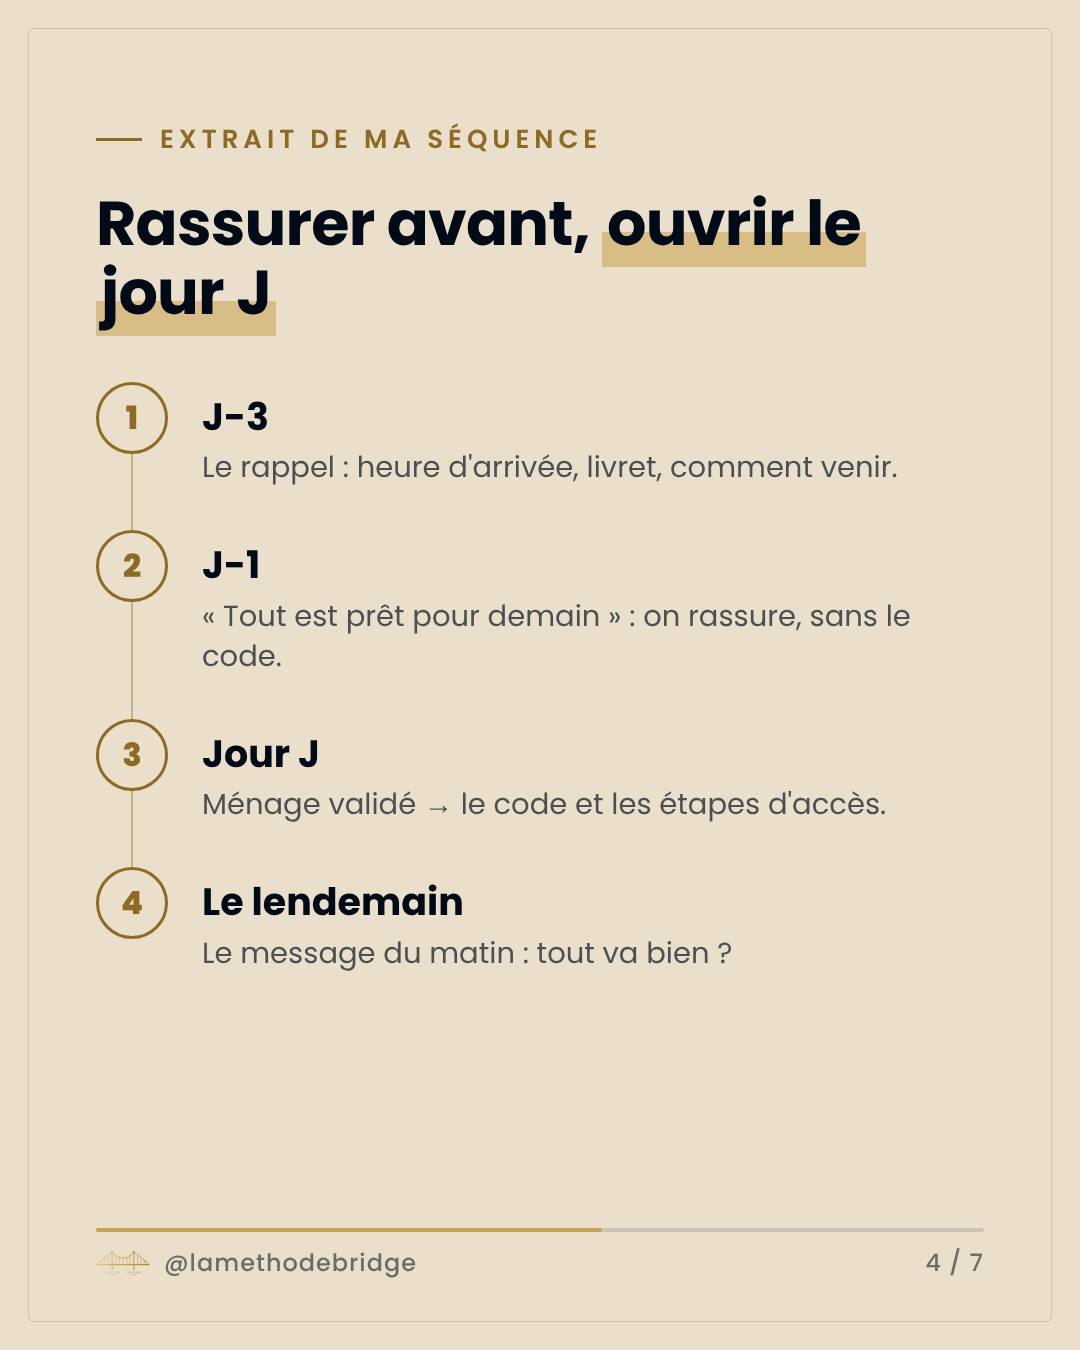 EXTRAIT DE MA SÉQUENCE
Rassurer avant, ouvrir le
jour J
1
J-3
Le rappel : heure d'arrivée, livret, comment venir.
2
J-1
« Tout est prêt pour demain » : on rassure, sans le
code.
3
Jour J
Ménage validé → le code et les étapes d'accès.
4
Le lendemain
Le message du matin : tout va bien ?
@lamethodebridge
4 / 7